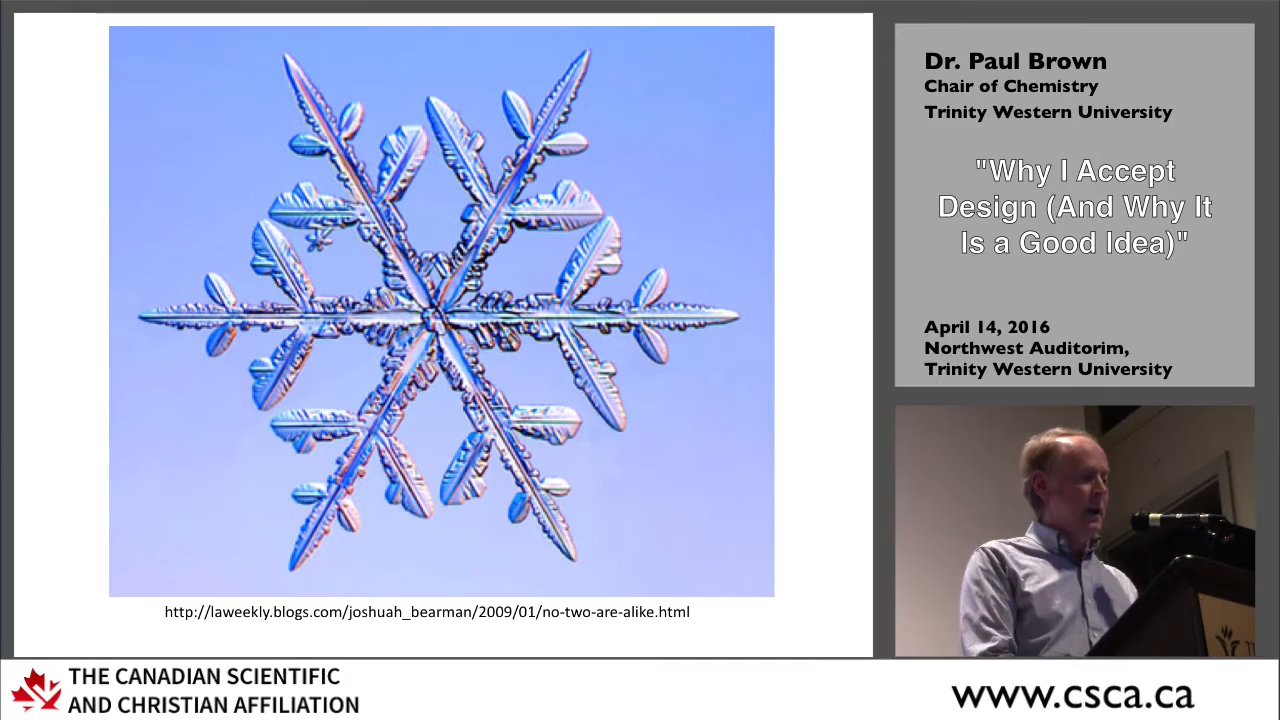 http://laweekly.blogs.com/joshuah_bearman/2009/01/no-two-are-alike.html
Dr. Paul Brown
Chair of Chemistry
Trinity Western University
"Why I Accept
Design (And Why It
Is a Good Idea)"
April 14, 2016
Northwest Auditorim,
Trinity Western University
THE CANADIAN SCIENTIFIC
AND CHRISTIAN AFFILIATION
www.csca.ca